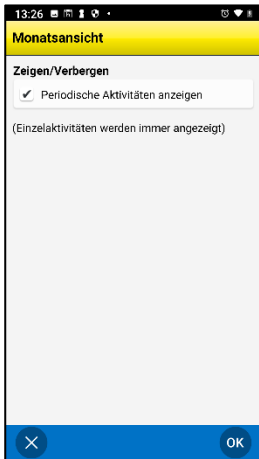 13:26
Monatsansicht
Zeigen/Verbergen
Periodische Aktivitäten anzeigen
(Einzelaktivitäten werden immer angezeigt)
OK